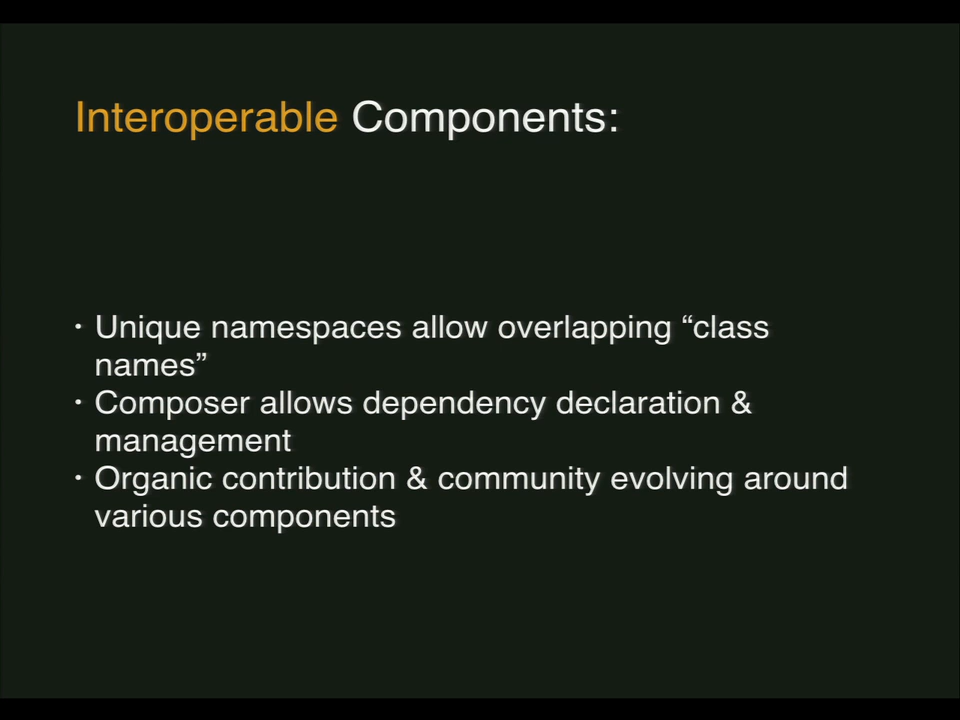 Interoperable Components:
• Unique namespaces allow overlapping “class
names”
• Composer allows dependency declaration &
management
• Organic contribution & community evolving around
various components